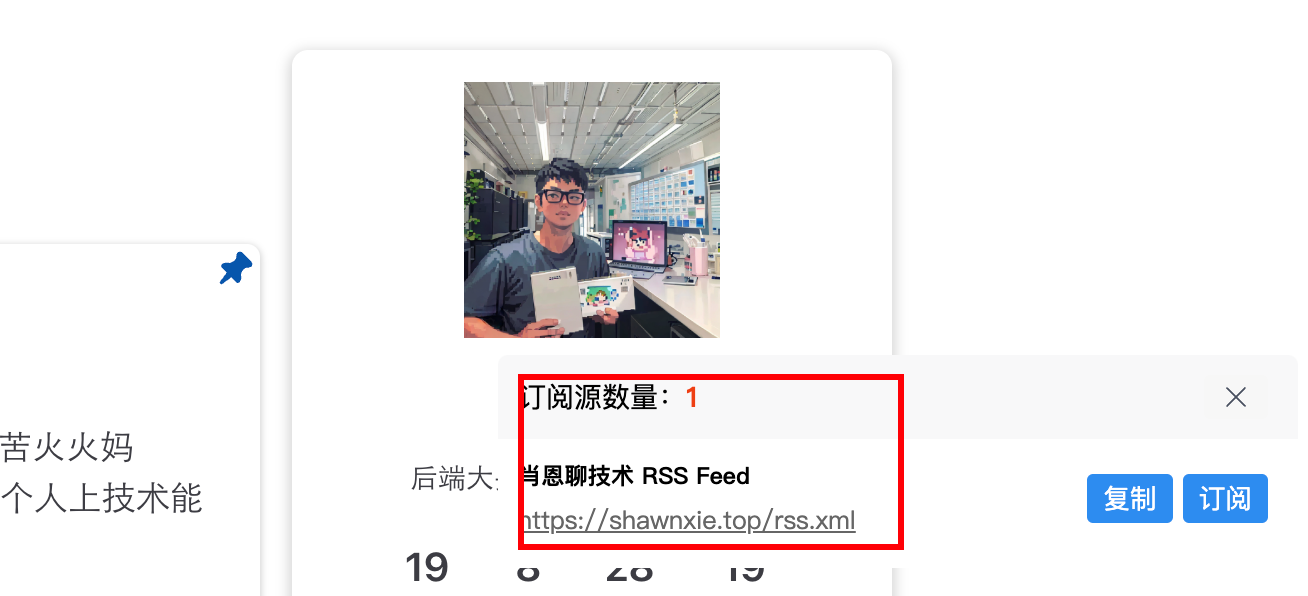 订阅源数量：1
苦火火妈
后端大
肖恩聊技术 RSS Feed
复制 订阅
个人上技术能
https://shawnxie.top/rss.xml
19 8 28 19